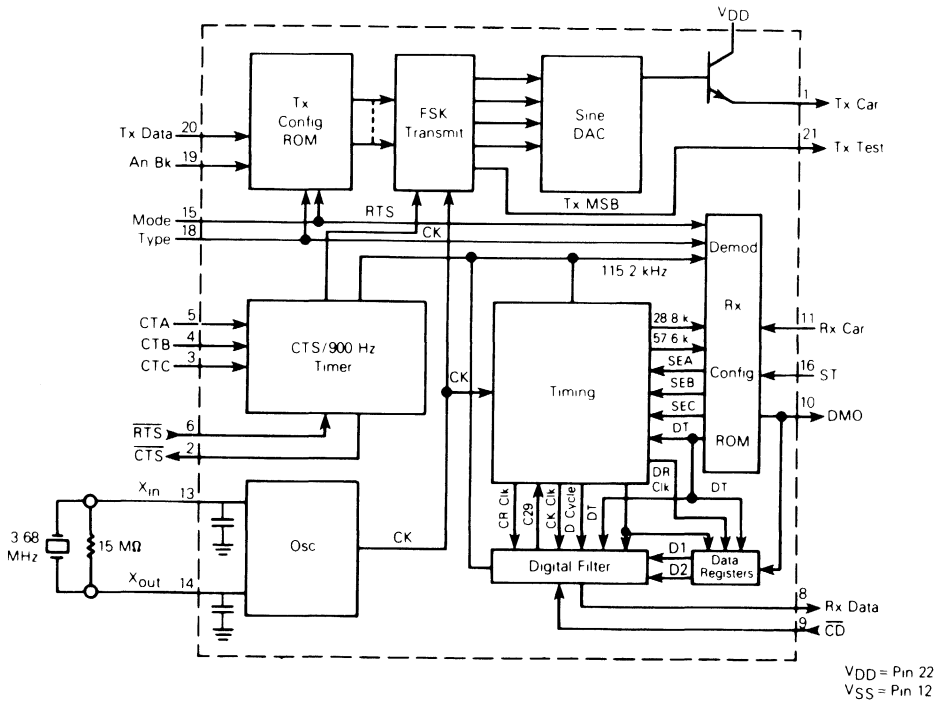 VDD
Tx
Config
ROM
FSK
Transmit
Sine
DAC
1
Tx Car
Tx Data 20
An Bk 19
21
Tx Test
Tx MSB
Mode 15
Type 18
RTS
CK
115.2 kHz
Demod
Rx
Config
ROM
CTA 5
CTB 4
CTC 3
CTS/900 Hz
Timer
CK
Timing
28.8 k
57.6 k
SEA
SEB
SEC
DT
11
Rx Car
16
ST
10
DMO
RTS 6
CTS 2
DR
Clk
DT
Xin 13
3.68
MHz
15 MΩ
Xout 14
Osc
CK
CR Clk
C29
CK Clk
D Cycle
DT
Digital Filter
D1
D2
Data
Registers
8
Rx Data
9
CD
VDD = Pin 22
VSS = Pin 12